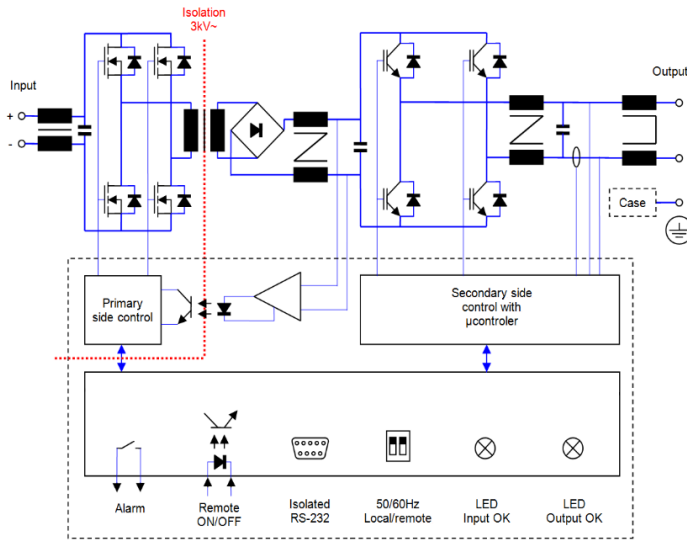 Isolation
3kV~
Input
Output
+
-
Case
Primary
side control
Secondary side
control with
µcontroler
Alarm
Remote
ON/OFF
Isolated
RS-232
50/60Hz
Local/remote
LED
Input OK
LED
Output OK